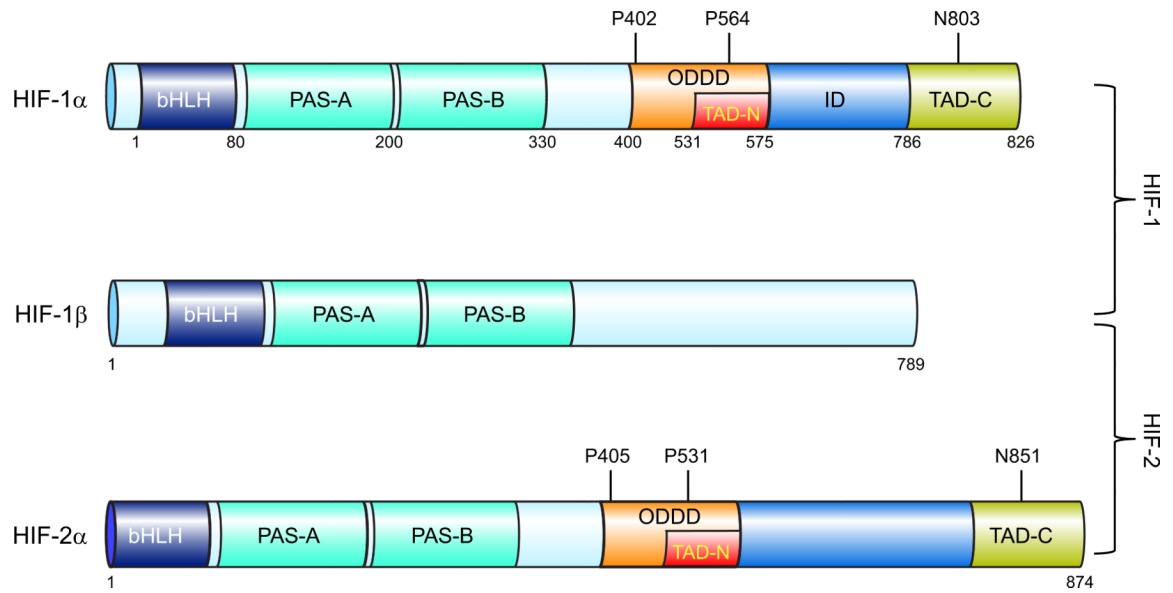 P402 P564 N803
HIF-1α bHLH PAS-A PAS-B ODDD TAD-N ID TAD-C
1 80 200 330 400 531 575 786 826
HIF-1
HIF-1β bHLH PAS-A PAS-B
1 789
HIF-2
P405 P531 N851
HIF-2α bHLH PAS-A PAS-B ODDD TAD-N TAD-C
1 874